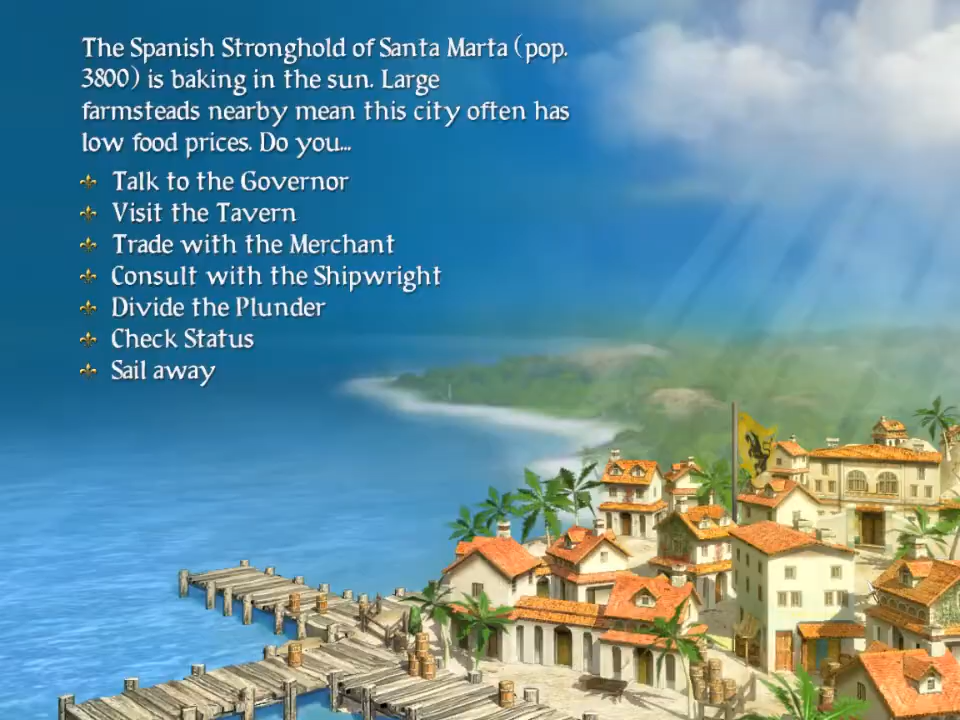 The Spanish Stronghold of Santa Marta (pop.
3800) is baking in the sun. Large
farmsteads nearby mean this city often has
low food prices. Do you...
Talk to the Governor
Visit the Tavern
Trade with the Merchant
Consult with the Shipwright
Divide the Plunder
Check Status
Sail away